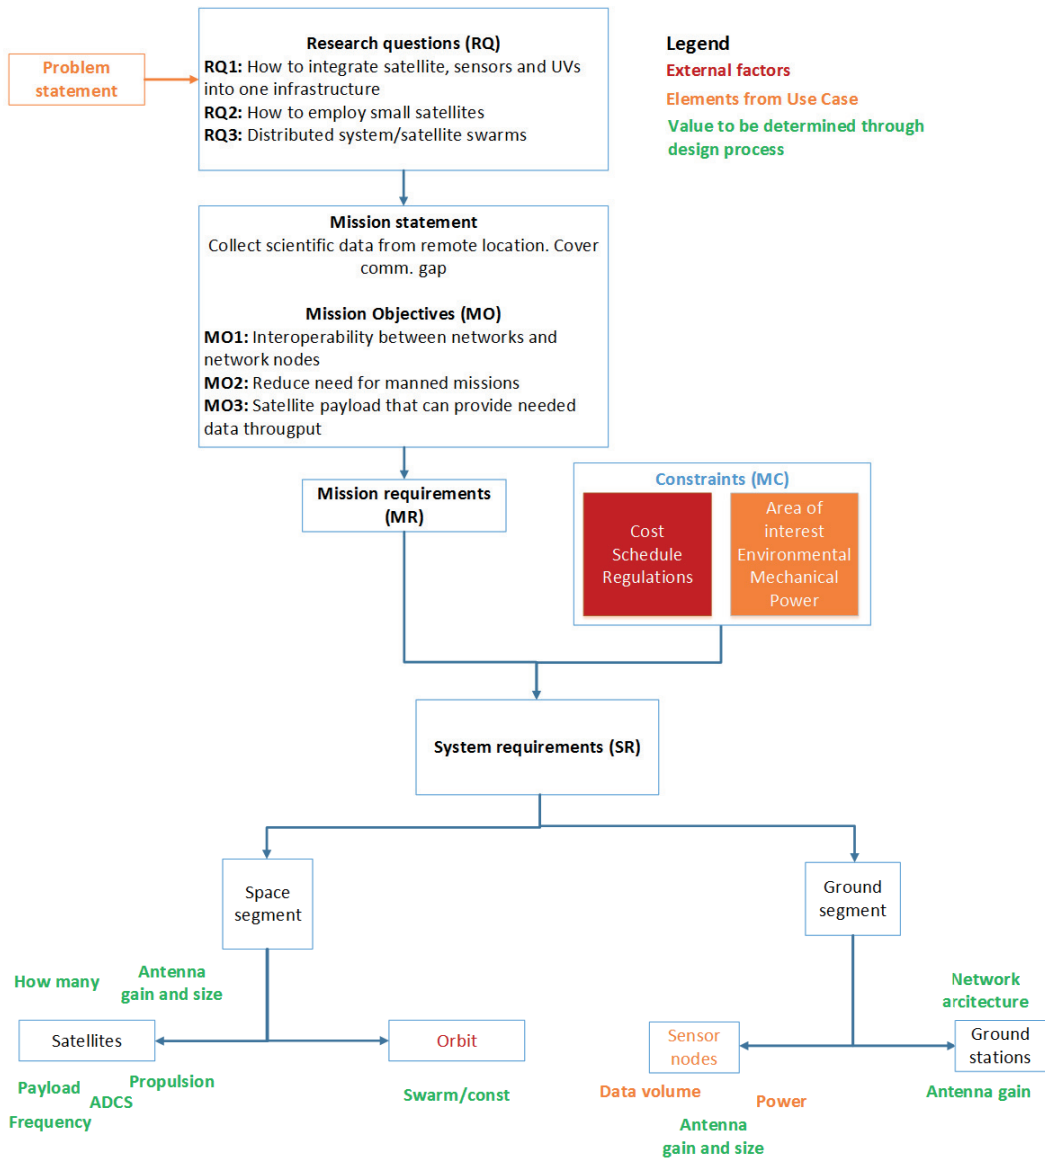 Problem
statement
Research questions (RQ)
RQ1: How to integrate satellite, sensors and UVs
into one infrastructure
RQ2: How to employ small satellites
RQ3: Distributed system/satellite swarms
Legend
External factors
Elements from Use Case
Value to be determined through
design process
Mission statement
Collect scientific data from remote location. Cover
comm. gap
Mission Objectives (MO)
MO1: Interoperability between networks and
network nodes
MO2: Reduce need for manned missions
MO3: Satellite payload that can provide needed
data througput
Mission requirements
(MR)
Constraints (MC)
Cost
Schedule
Regulations
Area of
interest
Environmental
Mechanical
Power
System requirements (SR)
Space
segment
Ground
segment
How many
Antenna
gain and size
Satellites
Payload
Propulsion
ADCS
Frequency
Orbit
Swarm/const
Sensor
nodes
Data volume
Power
Antenna
gain and size
Network
arcitecture
Ground
stations
Antenna gain